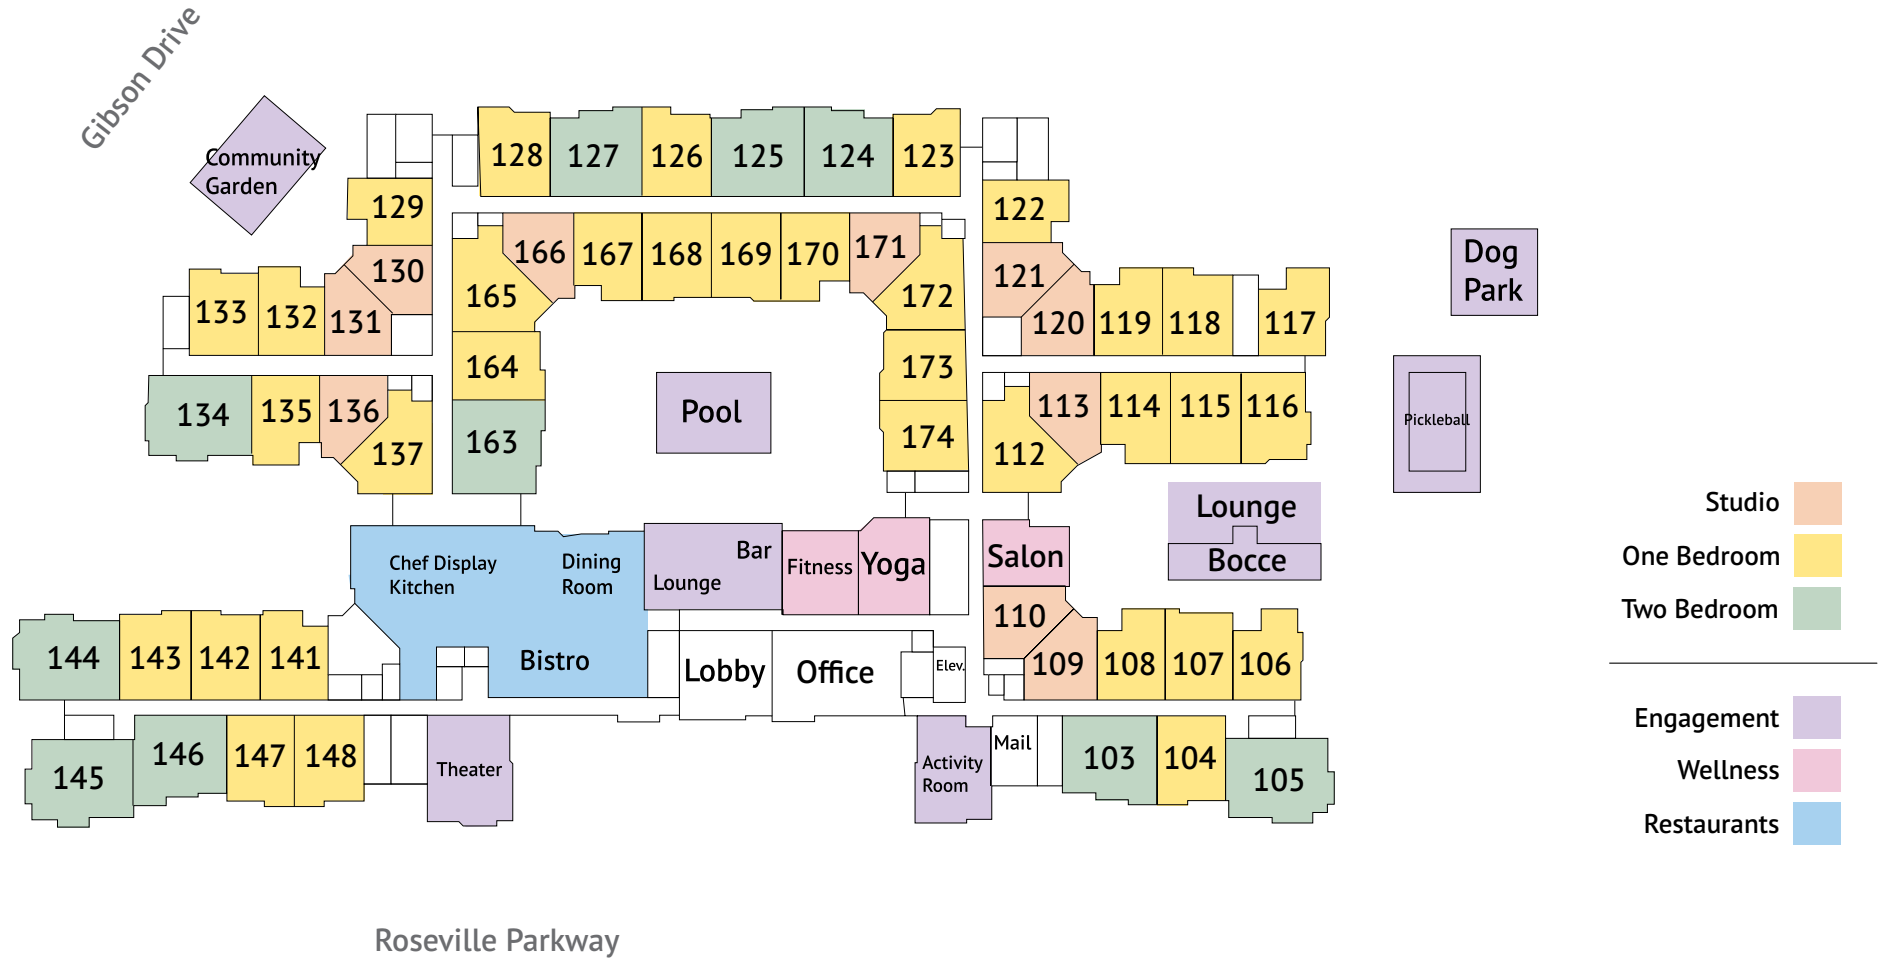 Gibson Drive
Community
Garden
128
127
126
125
124
123
129
122
130
166
167
168
169
170
171
121
133
132
131
165
172
120
119
118
117
Dog
Park
164
173
134
135
136
137
163
Pool
174
113
114
115
116
112
Pickleball
Lounge
Bocce
Chef Display
Kitchen
Dining
Room
Bar
Lounge
Fitness
Yoga
Salon
110
144
143
142
141
Bistro
Lobby
Office
Elev.
109
108
107
106
145
146
147
148
Theater
Activity
Room
Mail
103
104
105
Studio
One Bedroom
Two Bedroom
Engagement
Wellness
Restaurants
Roseville Parkway